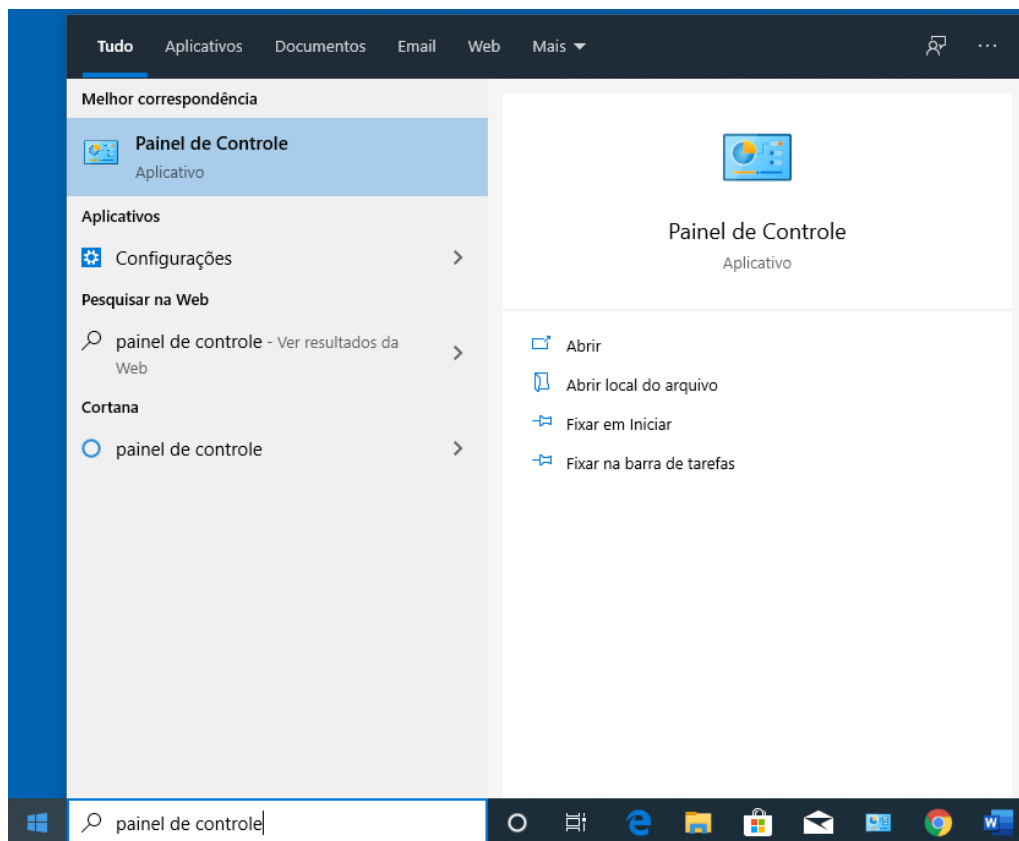 Tudo Aplicativos Documentos Email Web Mais
Melhor correspondência
Painel de Controle
Aplicativo
Aplicativos
Configurações
Pesquisar na Web
painel de controle - Ver resultados da
Web
Cortana
painel de controle
Painel de Controle
Aplicativo
Abrir
Abrir local do arquivo
Fixar em Iniciar
Fixar na barra de tarefas
painel de controle
W